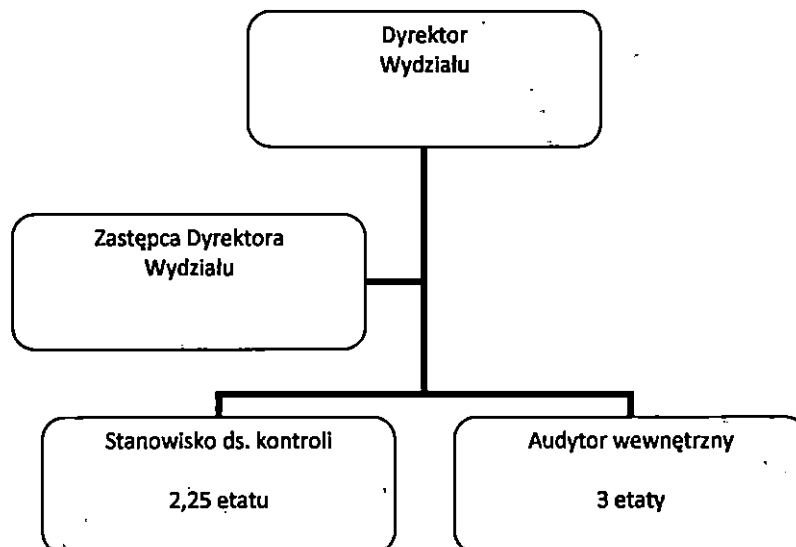 Dyrektor
Wydziału
Zastępca Dyrektora
Wydziału
Stanowisko ds. kontroli
2,25 etatu
Audytor wewnętrzny
3 etaty